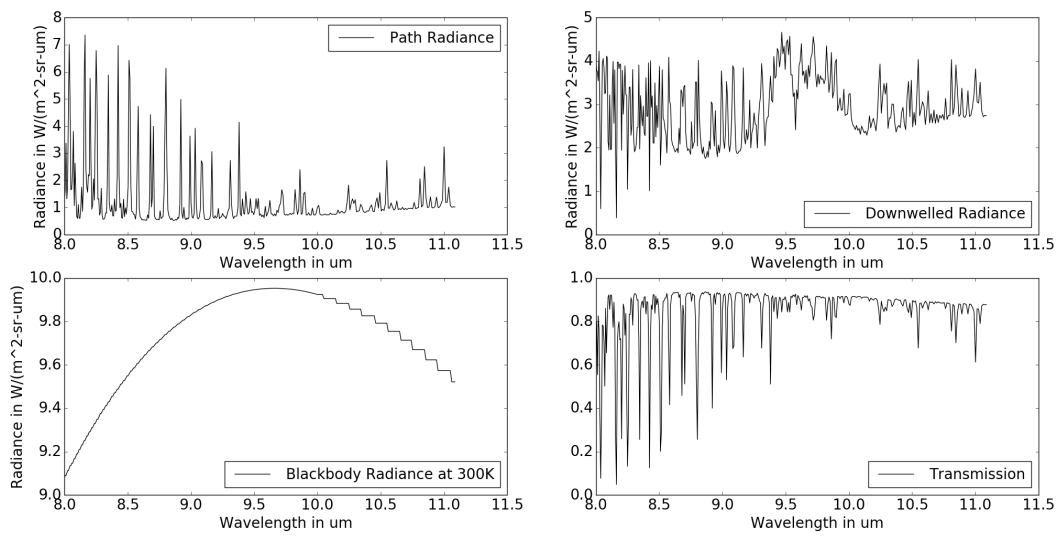 8
7
6
5
4
3
2
1
0
Radiance in W/(m^2-sr-um)
Path Radiance
8.0 8.5 9.0 9.5 10.0 10.5 11.0 11.5
Wavelength in um
5
4
3
2
1
0
Radiance in W/(m^2-sr-um)
Downwelled Radiance
8.0 8.5 9.0 9.5 10.0 10.5 11.0 11.5
Wavelength in um
10.0
9.8
9.6
9.4
9.2
9.0
Radiance in W/(m^2-sr-um)
Blackbody Radiance at 300K
8.0 8.5 9.0 9.5 10.0 10.5 11.0 11.5
Wavelength in um
1.0
0.8
0.6
0.4
0.2
0.0
Transmission
8.0 8.5 9.0 9.5 10.0 10.5 11.0 11.5
Wavelength in um